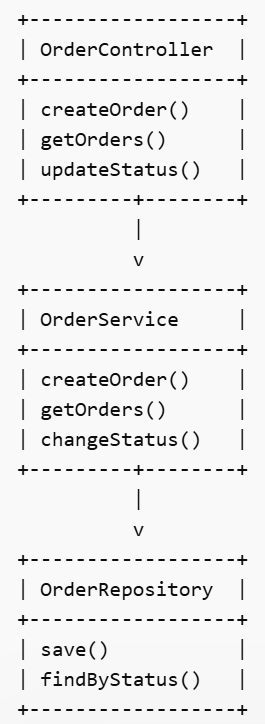 +------------------+
| OrderController  |
+------------------+
| createOrder()    |
| getOrders()      |
| updateStatus()   |
+---------+--------+
          |
          v
+------------------+
| OrderService     |
+------------------+
| createOrder()    |
| getOrders()      |
| changeStatus()   |
+---------+--------+
          |
          v
+------------------+
| OrderRepository  |
+------------------+
| save()           |
| findByStatus()   |
+------------------+